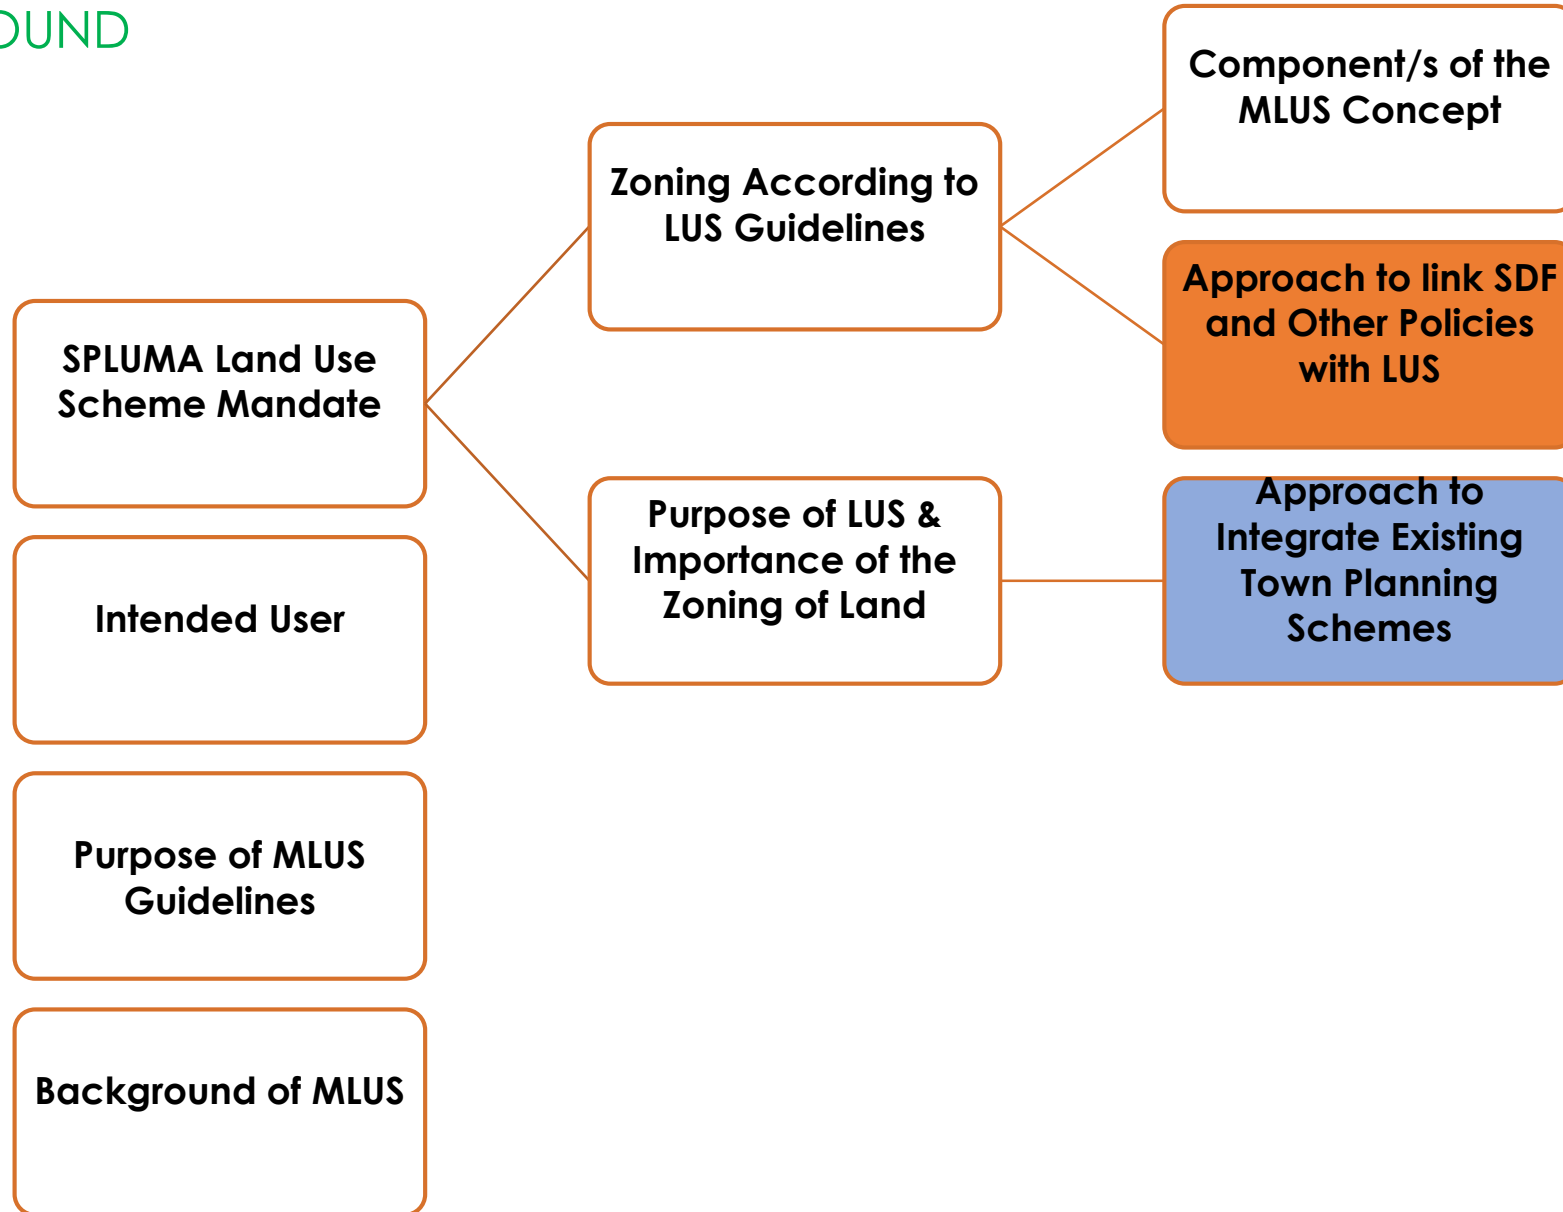 OUND
Component/s of the
MLUS Concept
Zoning According to
LUS Guidelines
Approach to link SDF
and Other Policies
with LUS
SPLUMA Land Use
Scheme Mandate
Purpose of LUS &
Importance of the
Zoning of Land
Approach to
Integrate Existing
Town Planning
Schemes
Intended User
Purpose of MLUS
Guidelines
Background of MLUS